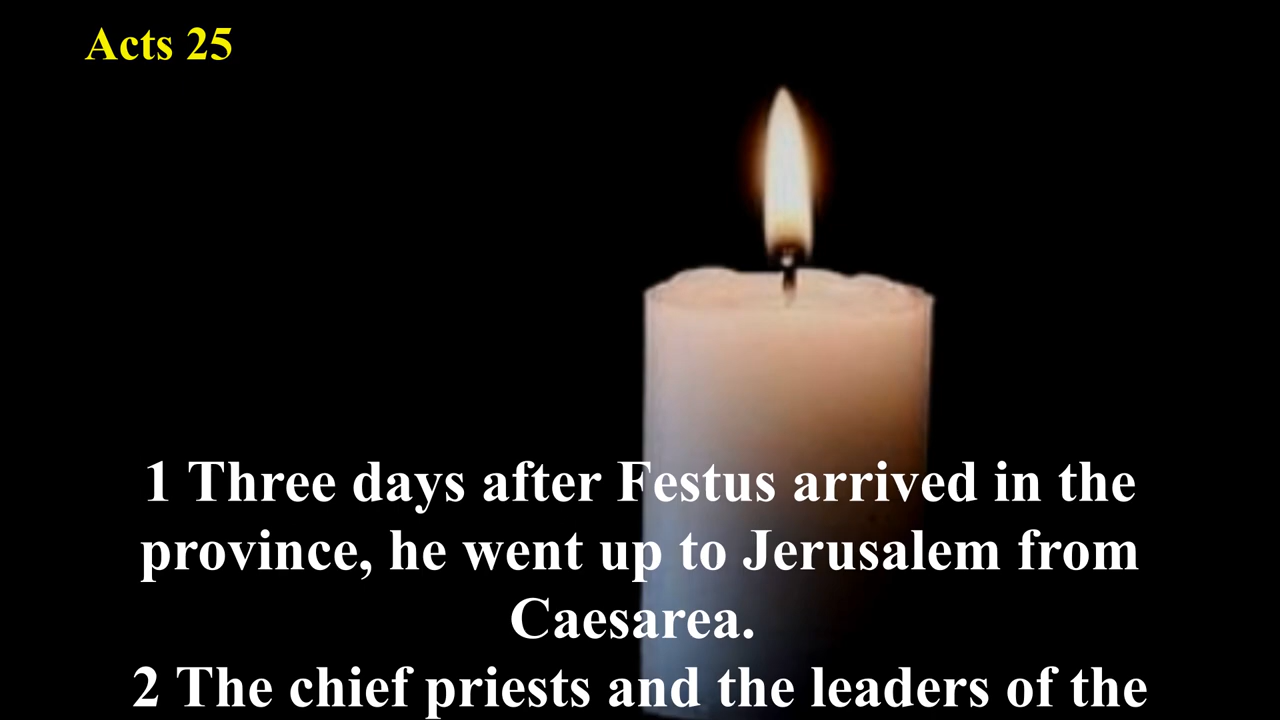 Acts 25
1 Three days after Festus arrived in the
province, he went up to Jerusalem from
Caesarea.
2 The chief priests and the leaders of the